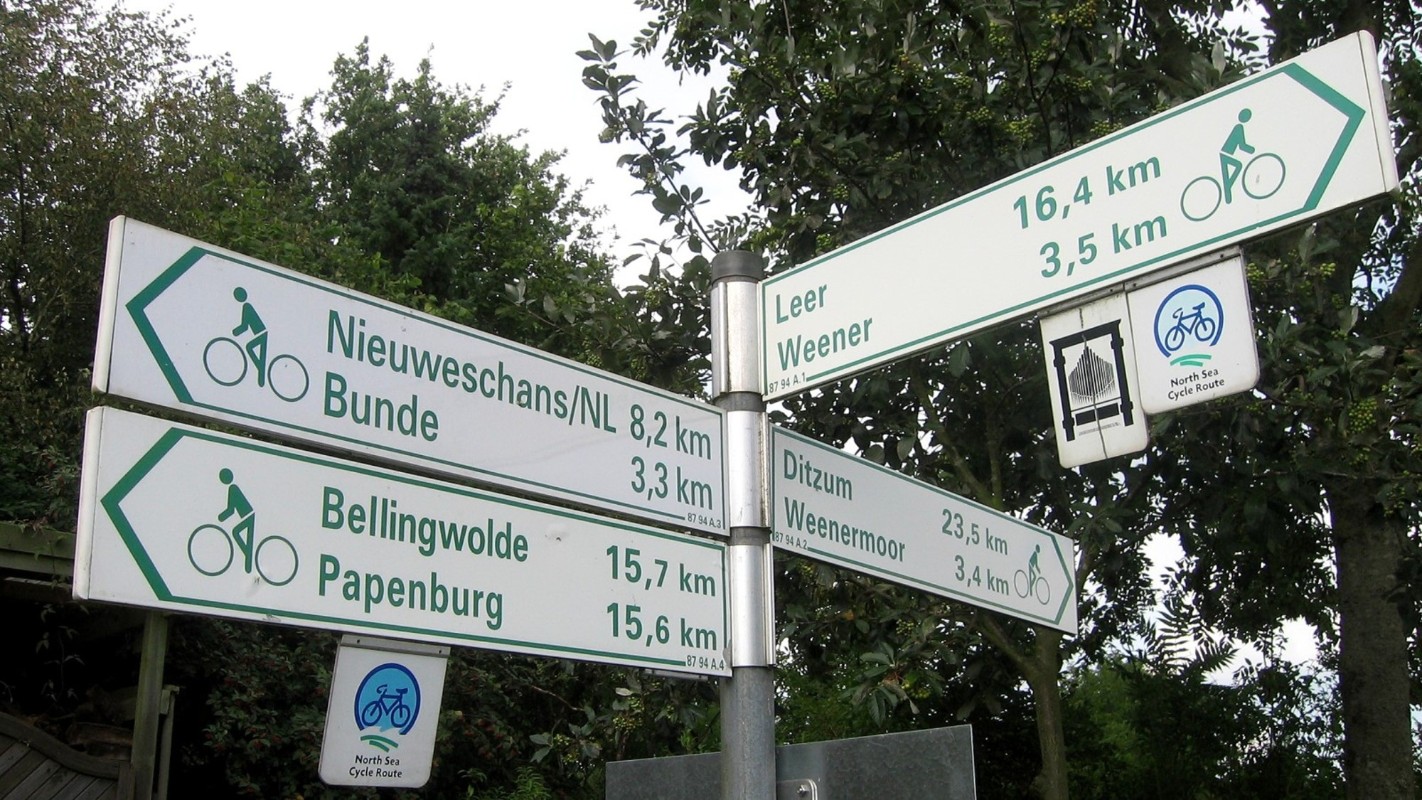 Nieuweschans/NL 8,2 km
Bunde 3,3 km
87 94 A.3
Bellingwolde 15,7 km
Papenburg 15,6 km
87 94 A.4
North Sea
Cycle Route
Leer 16,4 km
Weener 3,5 km
87 94 A.1
North Sea
Cycle Route
Ditzum 23,5 km
Weenermoor 3,4 km
87 94 A.2